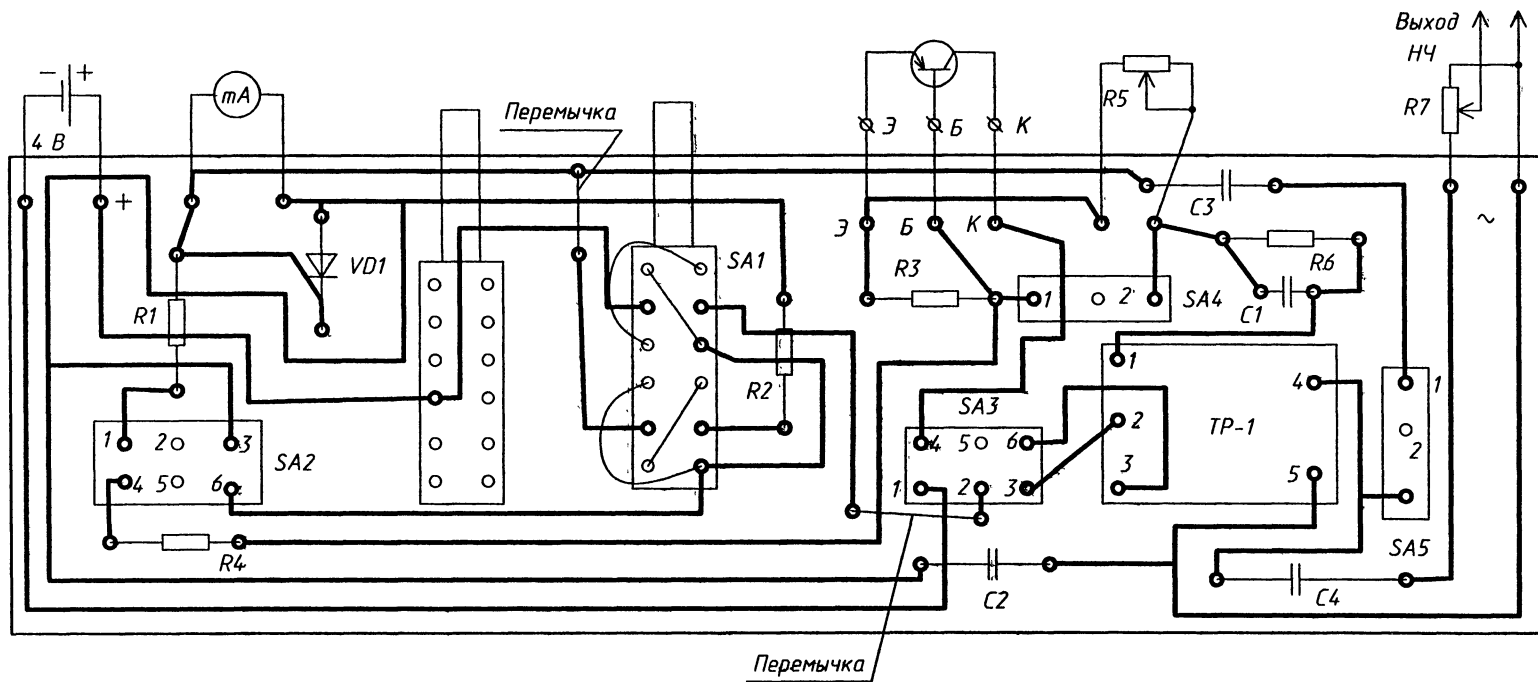 Выход
НЧ
- +
mA
R5
R7
Перемычка
Э Б К
4 В
+
C3
~
Э Б К
VD1
SA1
R3
R6
1 2 SA4
C1
R1
1
4
1
R2
SA3
2
ТР-1
2
1 2 3
4 5 6
SA2
4 5 6
1 2 3
3
5
SA5
R4
C2
C4
Перемычка